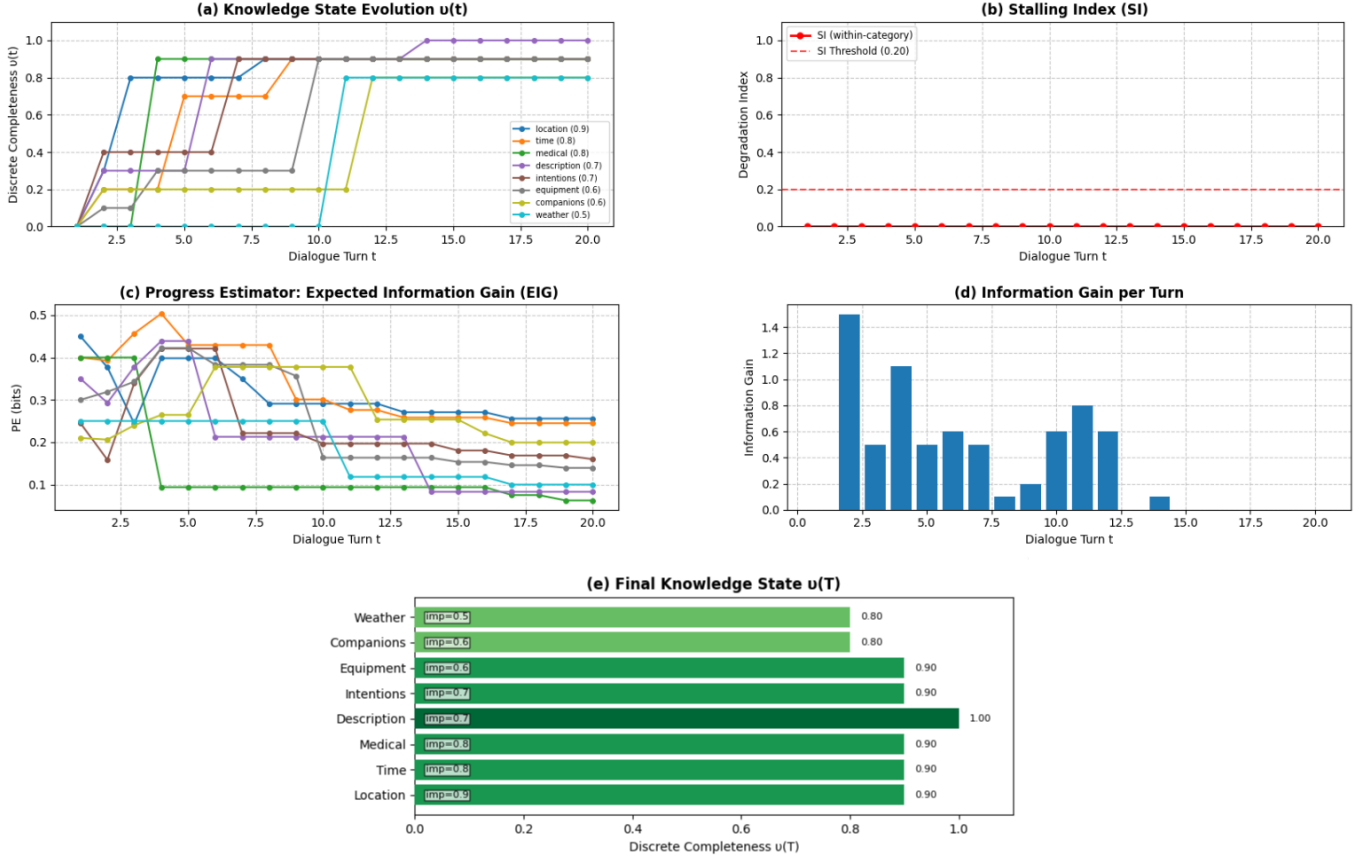 (a) Knowledge State Evolution υ(t)
Discrete Completeness υ(t)
1.0
0.8
0.6
0.4
0.2
0.0
location (0.9)
time (0.8)
medical (0.8)
description (0.7)
intentions (0.7)
equipment (0.6)
companions (0.6)
weather (0.5)
2.5 5.0 7.5 10.0 12.5 15.0 17.5 20.0
Dialogue Turn t
(b) Stalling Index (SI)
Degradation Index
1.0
0.8
0.6
0.4
0.2
0.0
SI (within-category)
SI Threshold (0.20)
2.5 5.0 7.5 10.0 12.5 15.0 17.5 20.0
Dialogue Turn t
(c) Progress Estimator: Expected Information Gain (EIG)
PE (bits)
0.5
0.4
0.3
0.2
0.1
2.5 5.0 7.5 10.0 12.5 15.0 17.5 20.0
Dialogue Turn t
(d) Information Gain per Turn
Information Gain
1.4
1.2
1.0
0.8
0.6
0.4
0.2
0.0
0.0 2.5 5.0 7.5 10.0 12.5 15.0 17.5 20.0
Dialogue Turn t
(e) Final Knowledge State υ(T)
Weather imp=0.5 0.80
Companions imp=0.6 0.80
Equipment imp=0.6 0.90
Intentions imp=0.7 0.90
Description imp=0.7 1.00
Medical imp=0.8 0.90
Time imp=0.8 0.90
Location imp=0.9 0.90
0.0 0.2 0.4 0.6 0.8 1.0
Discrete Completeness υ(T)